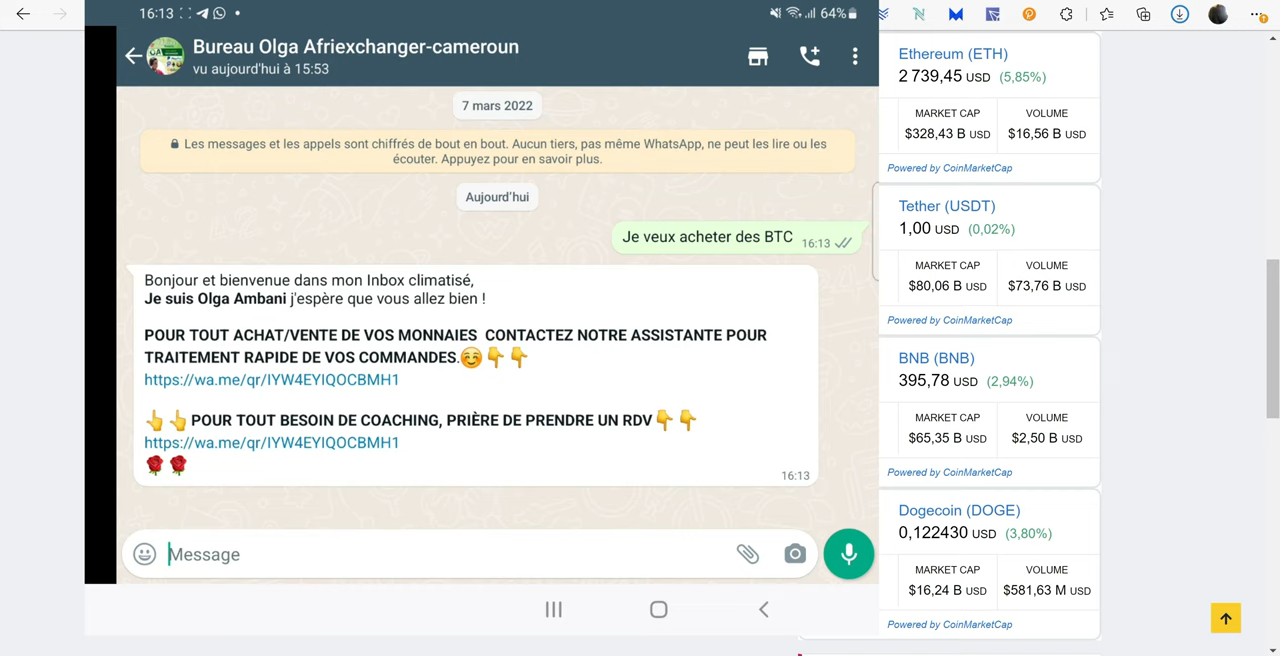 16:13
64%
Bureau Olga Afriexchanger-cameroun
vu aujourd'hui à 15:53
7 mars 2022
Les messages et les appels sont chiffrés de bout en bout. Aucun tiers, pas même WhatsApp, ne peut les lire ou les
écouter. Appuyez pour en savoir plus.
Aujourd'hui
Je veux acheter des BTC 16:13
Bonjour et bienvenue dans mon Inbox climatisé,
Je suis Olga Ambani j'espère que vous allez bien !
POUR TOUT ACHAT/VENTE DE VOS MONNAIES CONTACTEZ NOTRE ASSISTANTE POUR
TRAITEMENT RAPIDE DE VOS COMMANDES.☺️👇👇
https://wa.me/qr/IYW4EYIQOCBMH1
👆👆POUR TOUT BESOIN DE COACHING, PRIÈRE DE PRENDRE UN RDV👇👇
https://wa.me/qr/IYW4EYIQOCBMH1
🌹🌹
16:13
Message
Ethereum (ETH)
2 739,45 USD (5,85%)
MARKET CAP VOLUME
$328,43 B USD $16,56 B USD
Powered by CoinMarketCap
Tether (USDT)
1,00 USD (0,02%)
MARKET CAP VOLUME
$80,06 B USD $73,76 B USD
Powered by CoinMarketCap
BNB (BNB)
395,78 USD (2,94%)
MARKET CAP VOLUME
$65,35 B USD $2,50 B USD
Powered by CoinMarketCap
Dogecoin (DOGE)
0,122430 USD (3,80%)
MARKET CAP VOLUME
$16,24 B USD $581,63 M USD
Powered by CoinMarketCap